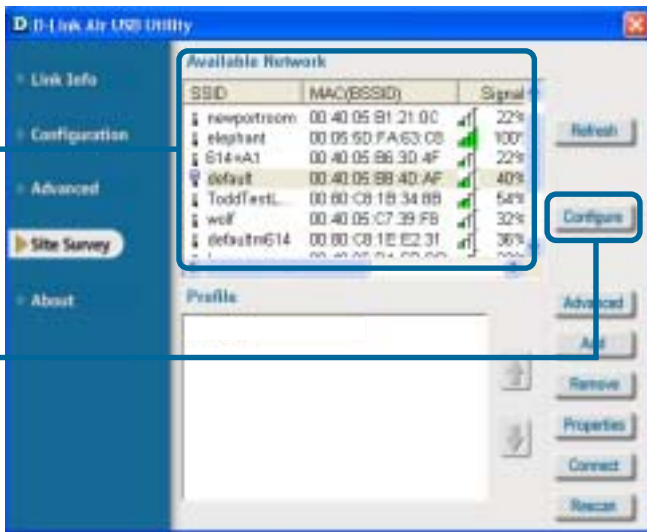 D D-Link Air USB Utility
Link Info
Configuration
Advanced
Site Survey
About
Available Network
SSID MAC(BSSID) Signal
newportroom 00:40:05:B1:21:0C 22%
elephant 00:05:5D:FA:63:C8 100%
614+A1 00:40:05:B6:3D:4F 22%
default 00:40:05:BB:4D:AF 40%
ToddTestL... 00:80:C8:1B:34:BB 54%
wolf 00:40:05:C7:39:FB 32%
defaultm614 00:80:C8:1E:E2:3F 36%
Profile
Refresh
Configure
Advanced
Add
Remove
Properties
Connect
Rescan